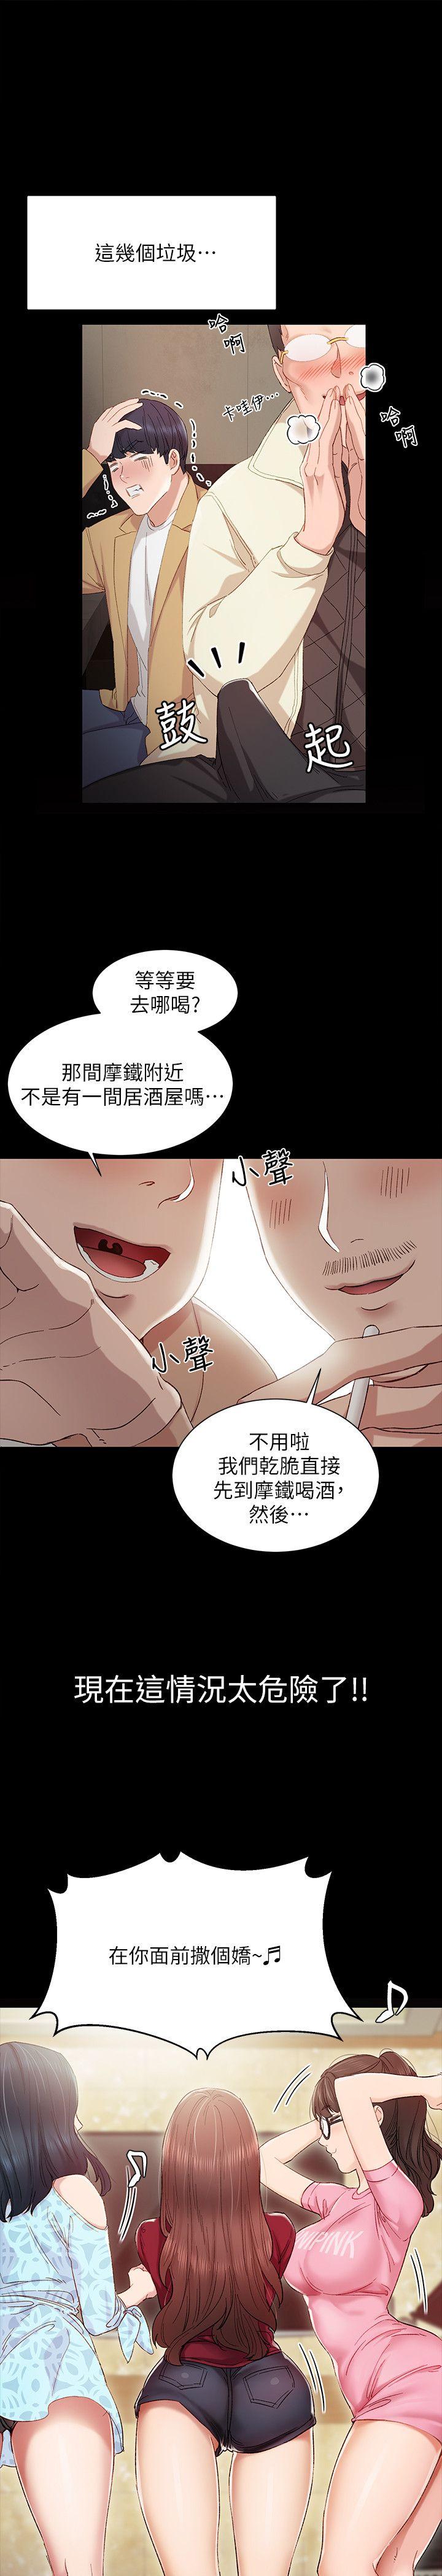 這幾個垃圾…
哈
啊
卡哇伊…
哈
啊
鼓
起
等等要
去哪喝?
那間摩鐵附近
不是有一間居酒屋嗎…
小聲
小聲
不用啦
我們乾脆直接
先到摩鐵喝酒,
然後…
現在這情況太危險了!!
在你面前撒個嬌~♬
♪
♪
PINK